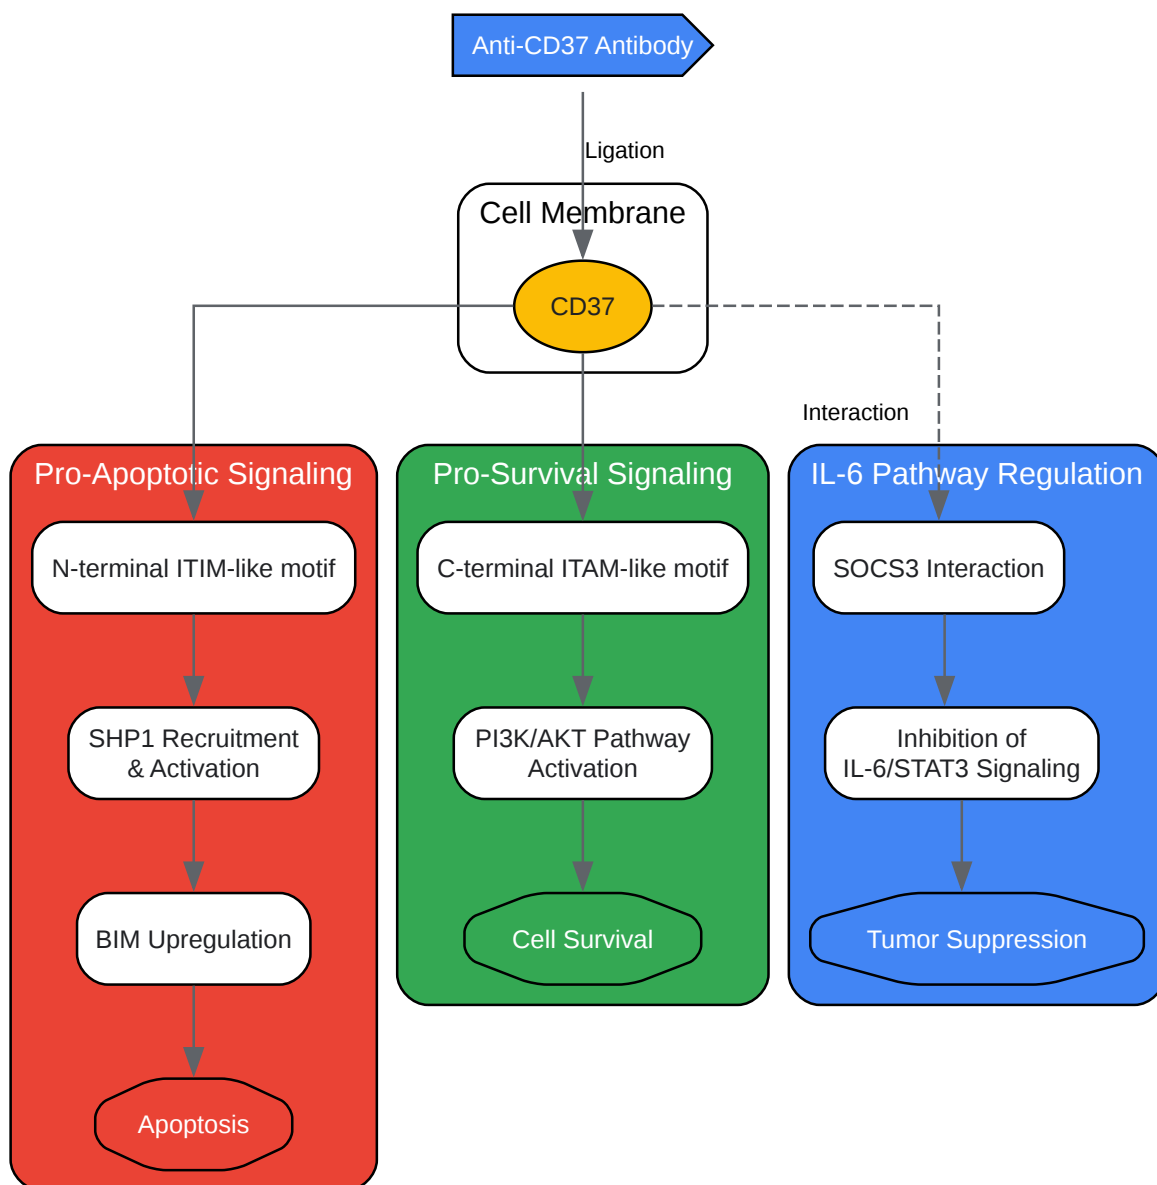 Anti-CD37 Antibody
Ligation
Cell Membrane
CD37
Interaction
Pro-Apoptotic Signaling
N-terminal ITIM-like motif
SHP1 Recruitment
& Activation
BIM Upregulation
Apoptosis
Pro-Survival Signaling
C-terminal ITAM-like motif
PI3K/AKT Pathway
Activation
Cell Survival
IL-6 Pathway Regulation
SOCS3 Interaction
Inhibition of
IL-6/STAT3 Signaling
Tumor Suppression